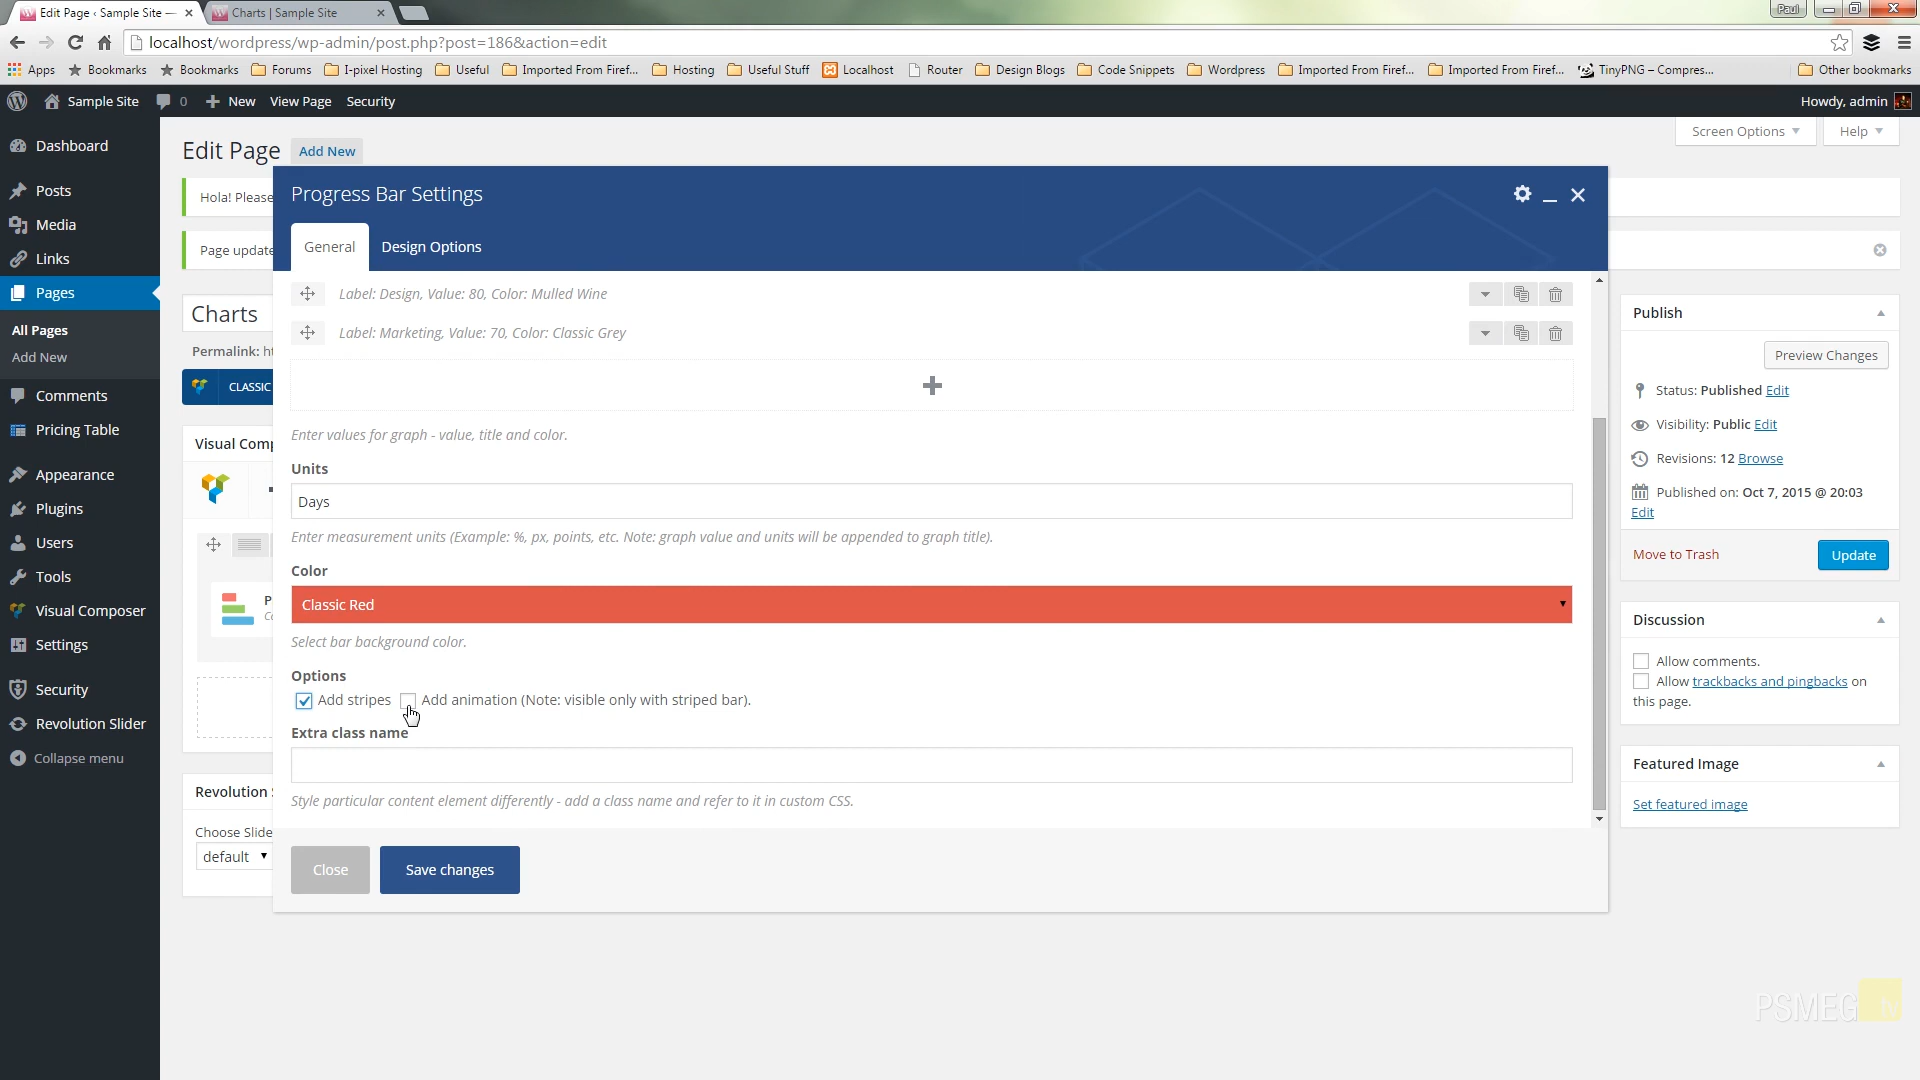 Edit Page ‹ Sample Site —
Charts | Sample Site
Paul
localhost/wordpress/wp-admin/post.php?post=186&action=edit
Apps
Bookmarks
Bookmarks
Forums
I-pixel Hosting
Useful
Imported From Firef...
Hosting
Useful Stuff
Localhost
Router
Design Blogs
Code Snippets
Wordpress
Imported From Firef...
Imported From Firef...
TinyPNG – Compres...
Other bookmarks
Sample Site
0
New
View Page
Security
Howdy, admin
Dashboard
Posts
Media
Links
Pages
All Pages
Add New
Comments
Pricing Table
Appearance
Plugins
Users
Tools
Visual Composer
Settings
Security
Revolution Slider
Collapse menu
Screen Options
Help
Edit Page
Add New
Hola! Please
Page update
Charts
Permalink: ht
CLASSIC
Visual Comp
Revolution S
Choose Slide
default
Progress Bar Settings
General
Design Options
Label: Design, Value: 80, Color: Mulled Wine
Label: Marketing, Value: 70, Color: Classic Grey
Enter values for graph - value, title and color.
Units
Days
Enter measurement units (Example: %, px, points, etc. Note: graph value and units will be appended to graph title).
Color
Classic Red
Select bar background color.
Options
Add stripes
Add animation (Note: visible only with striped bar).
Extra class name
Style particular content element differently - add a class name and refer to it in custom CSS.
Close
Save changes
Publish
Preview Changes
Status: Published Edit
Visibility: Public Edit
Revisions: 12 Browse
Published on: Oct 7, 2015 @ 20:03
Edit
Move to Trash
Update
Discussion
Allow comments.
Allow trackbacks and pingbacks on
this page.
Featured Image
Set featured image
PSMEG tv